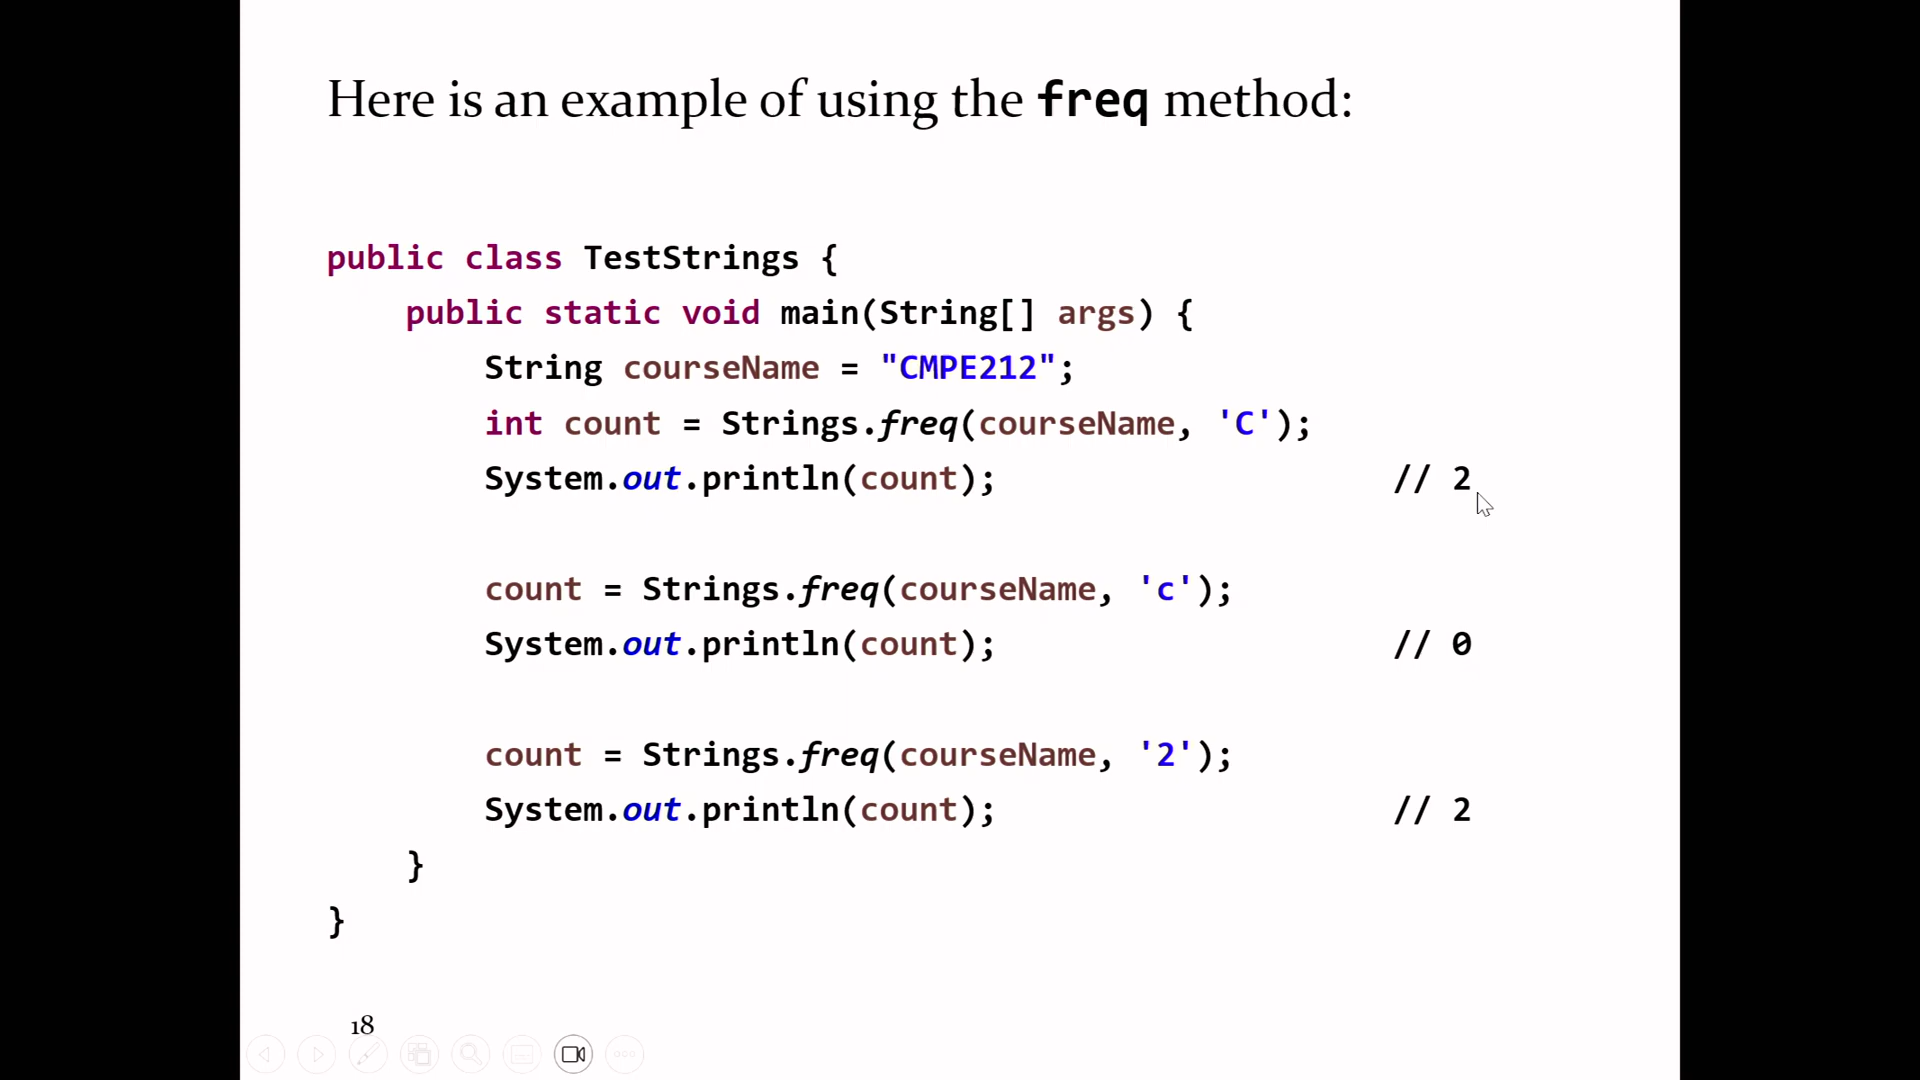 Here is an example of using the freq method:
public class TestStrings {
public static void main(String[] args) {
String courseName = "CMPE212";
int count = Strings.freq(courseName, 'C');
System.out.println(count); // 2
count = Strings.freq(courseName, 'c');
System.out.println(count); // 0
count = Strings.freq(courseName, '2');
System.out.println(count); // 2
}
}
18